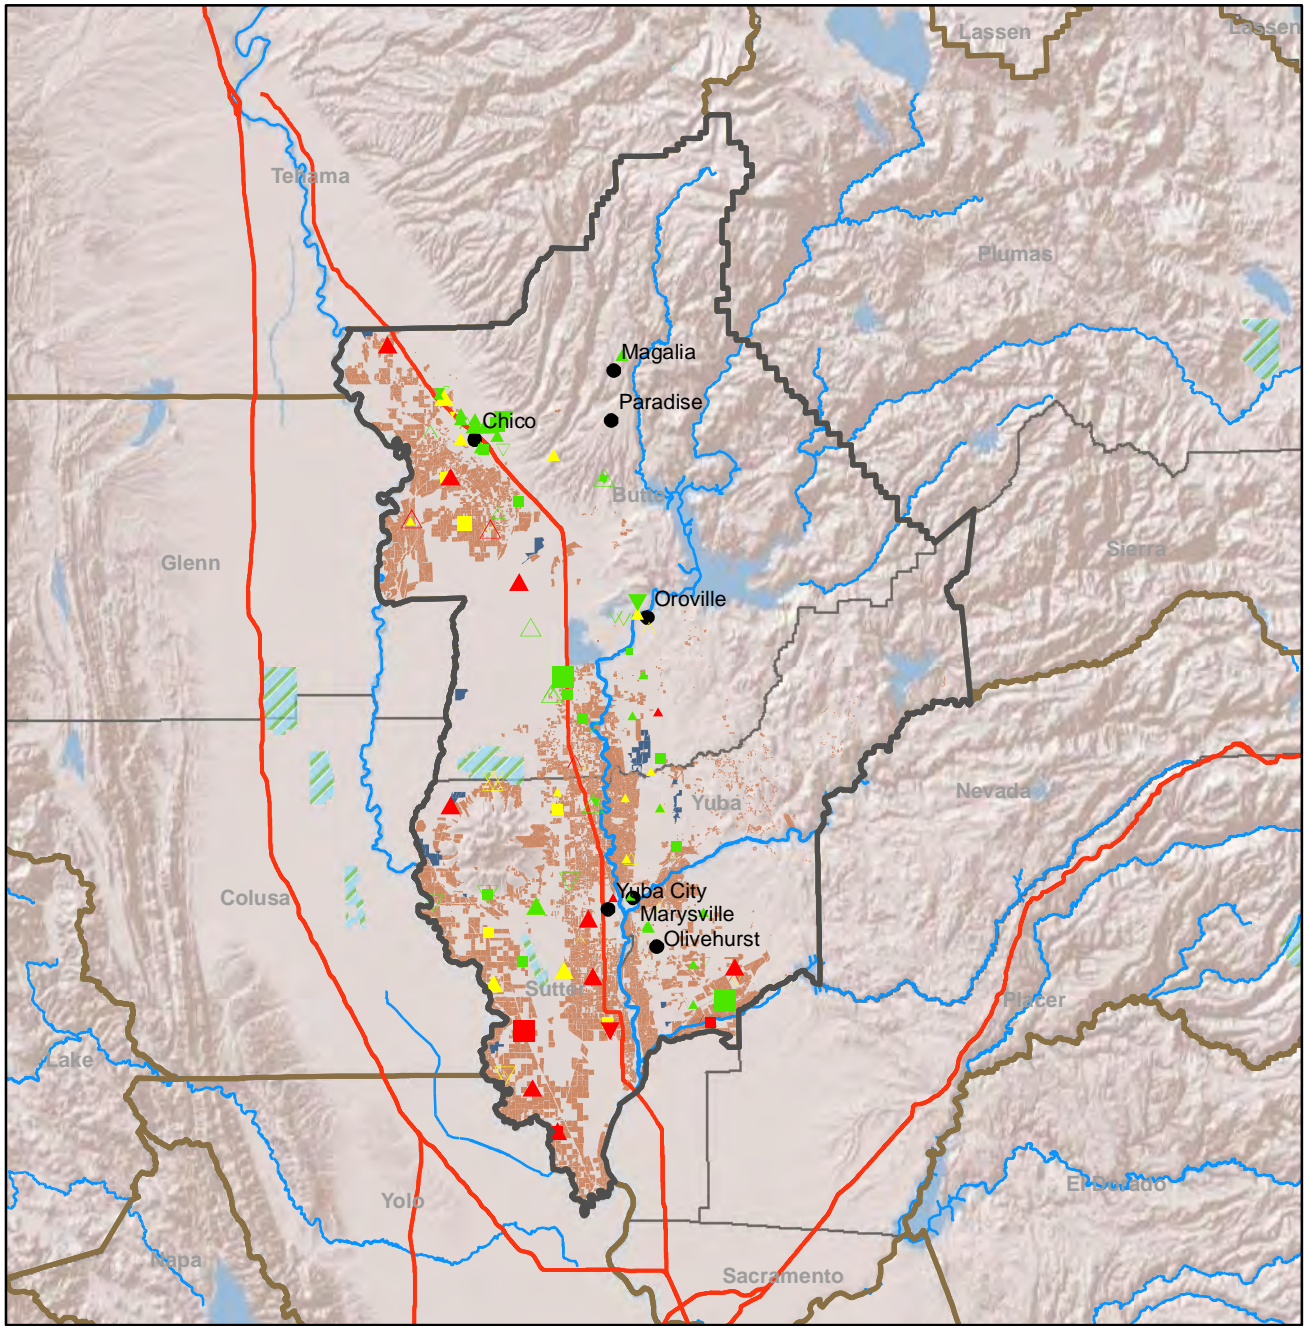 Lassen
Lassen
Tehama
Plumas
Magalia
Paradise
Chico
Butte
Glenn
Sierra
Oroville
Yuba
Nevada
Colusa
Yuba City
Marysville
Olivehurst
Sutter
Placer
Lake
Yolo
El Dorado
Napa
Sacramento